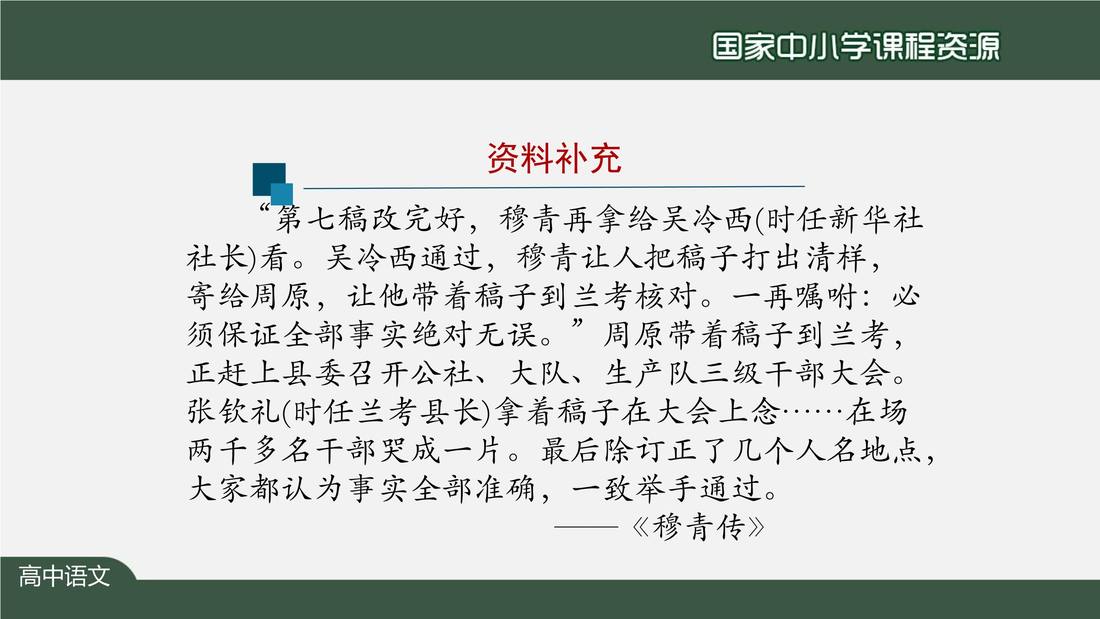 国家中小学课程资源
资料补充
“第七稿改完好，穆青再拿给吴冷西(时任新华社
社长)看。吴冷西通过，穆青让人把稿子打出清样，
寄给周原，让他带着稿子到兰考核对。一再嘱咐：必
须保证全部事实绝对无误。”周原带着稿子到兰考，
正赶上县委召开公社、大队、生产队三级干部大会。
张钦礼(时任兰考县长)拿着稿子在大会上念……在场
两千多名干部哭成一片。最后除订正了几个人名地点，
大家都认为事实全部准确，一致举手通过。
——《穆青传》
高中语文